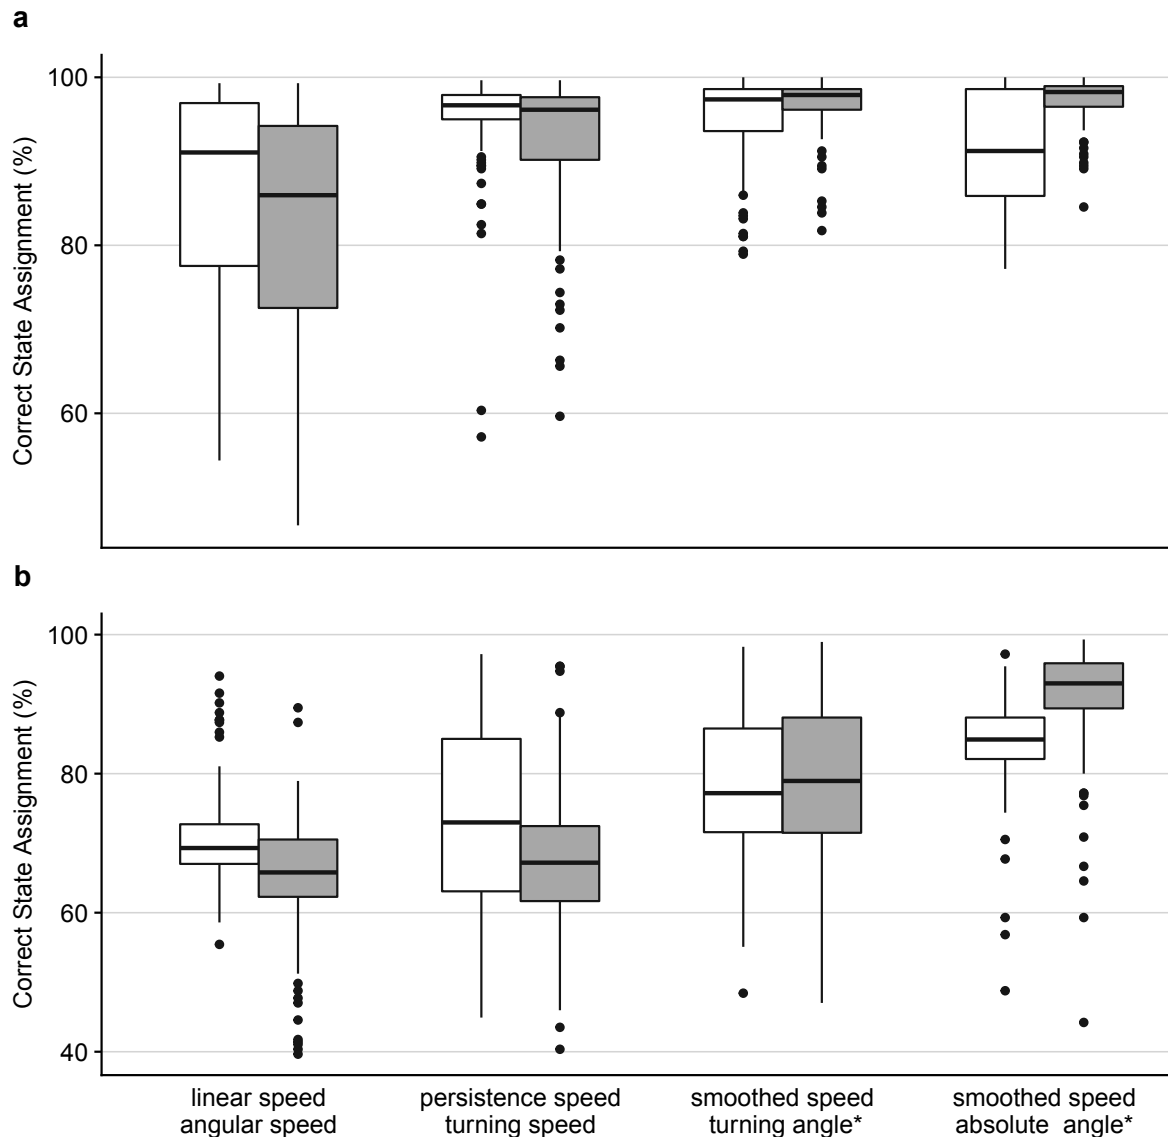 a
Correct State Assignment (%)
100
80
60
b
Correct State Assignment (%)
100
80
60
40
linear speed
angular speed
persistence speed
turning speed
smoothed speed
turning angle*
smoothed speed
absolute angle*